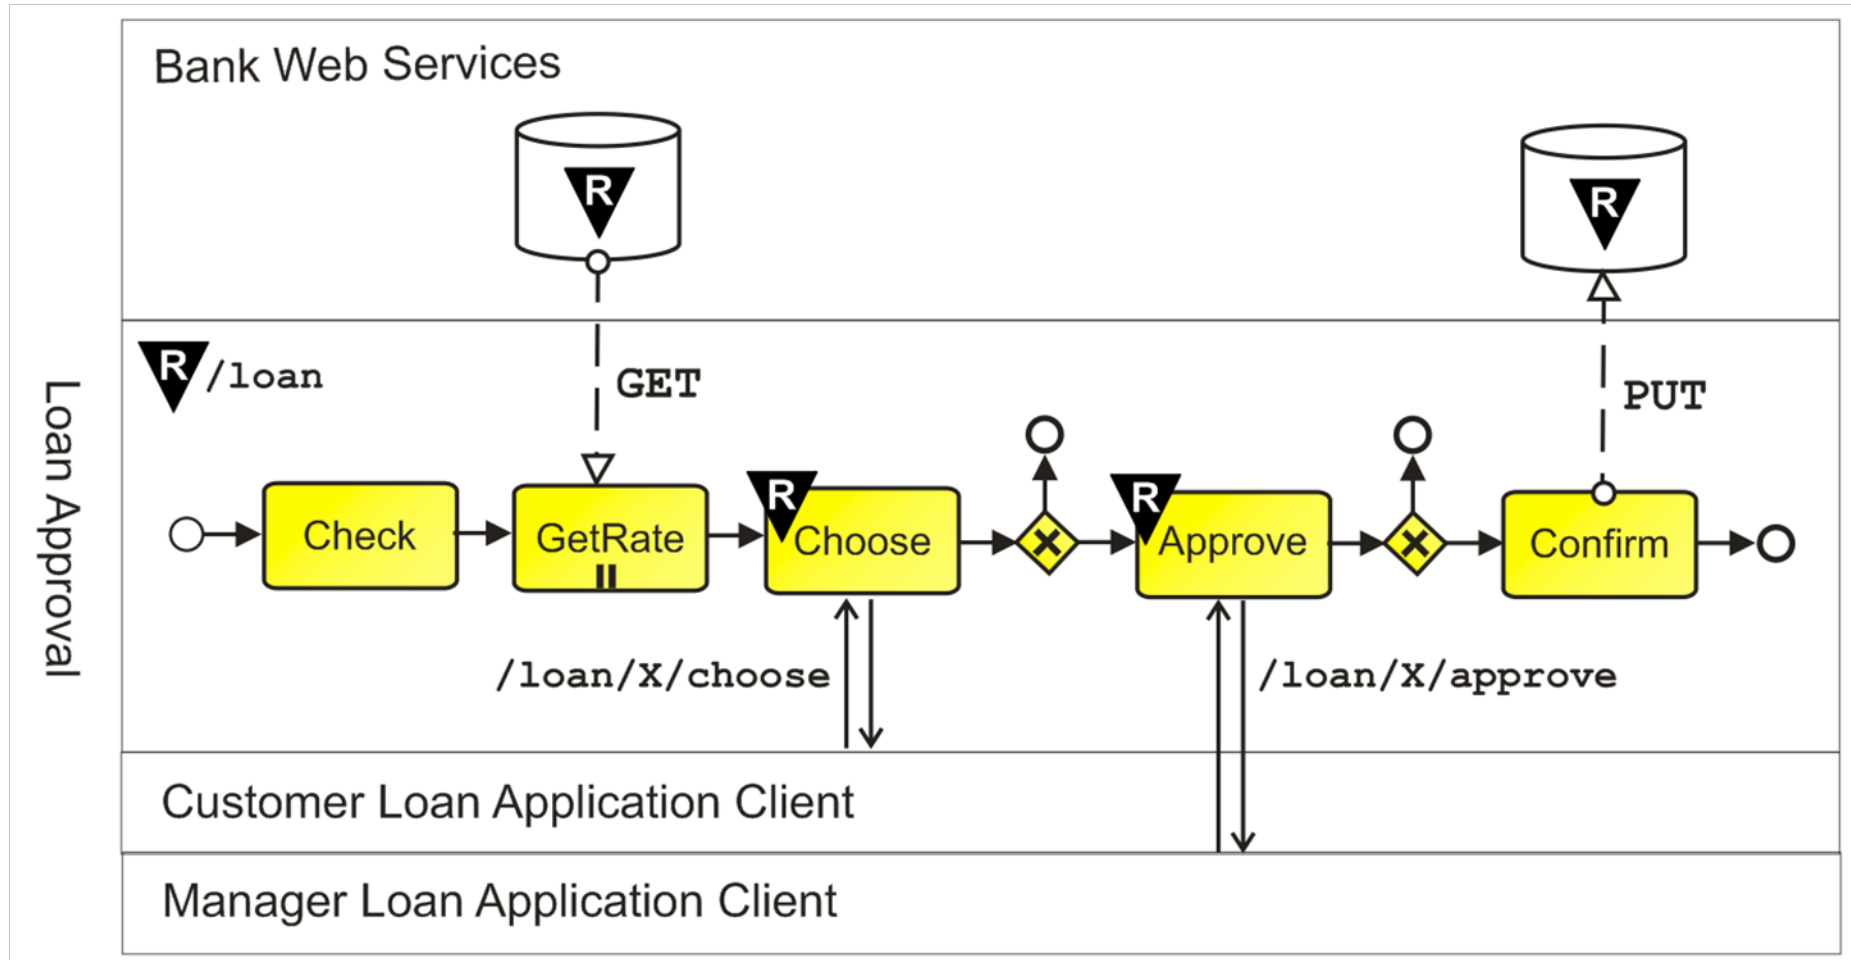 Loan Approval
Bank Web Services
R
R
R /loan
GET
PUT
Check
GetRate
R
Choose
R
Approve
Confirm
/loan/X/choose
/loan/X/approve
Customer Loan Application Client
Manager Loan Application Client